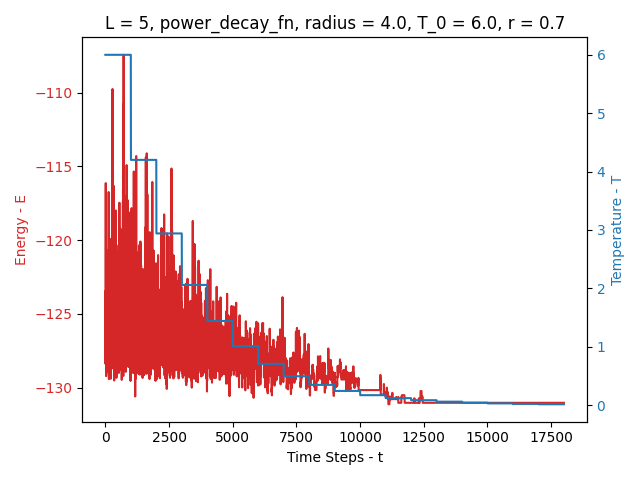 L = 5, power_decay_fn, radius = 4.0, T_0 = 6.0, r = 0.7
−110
−115
−120
−125
−130
Energy - E
6
5
4
3
2
1
0
Temperature - T
0 2500 5000 7500 10000 12500 15000 17500
Time Steps - t